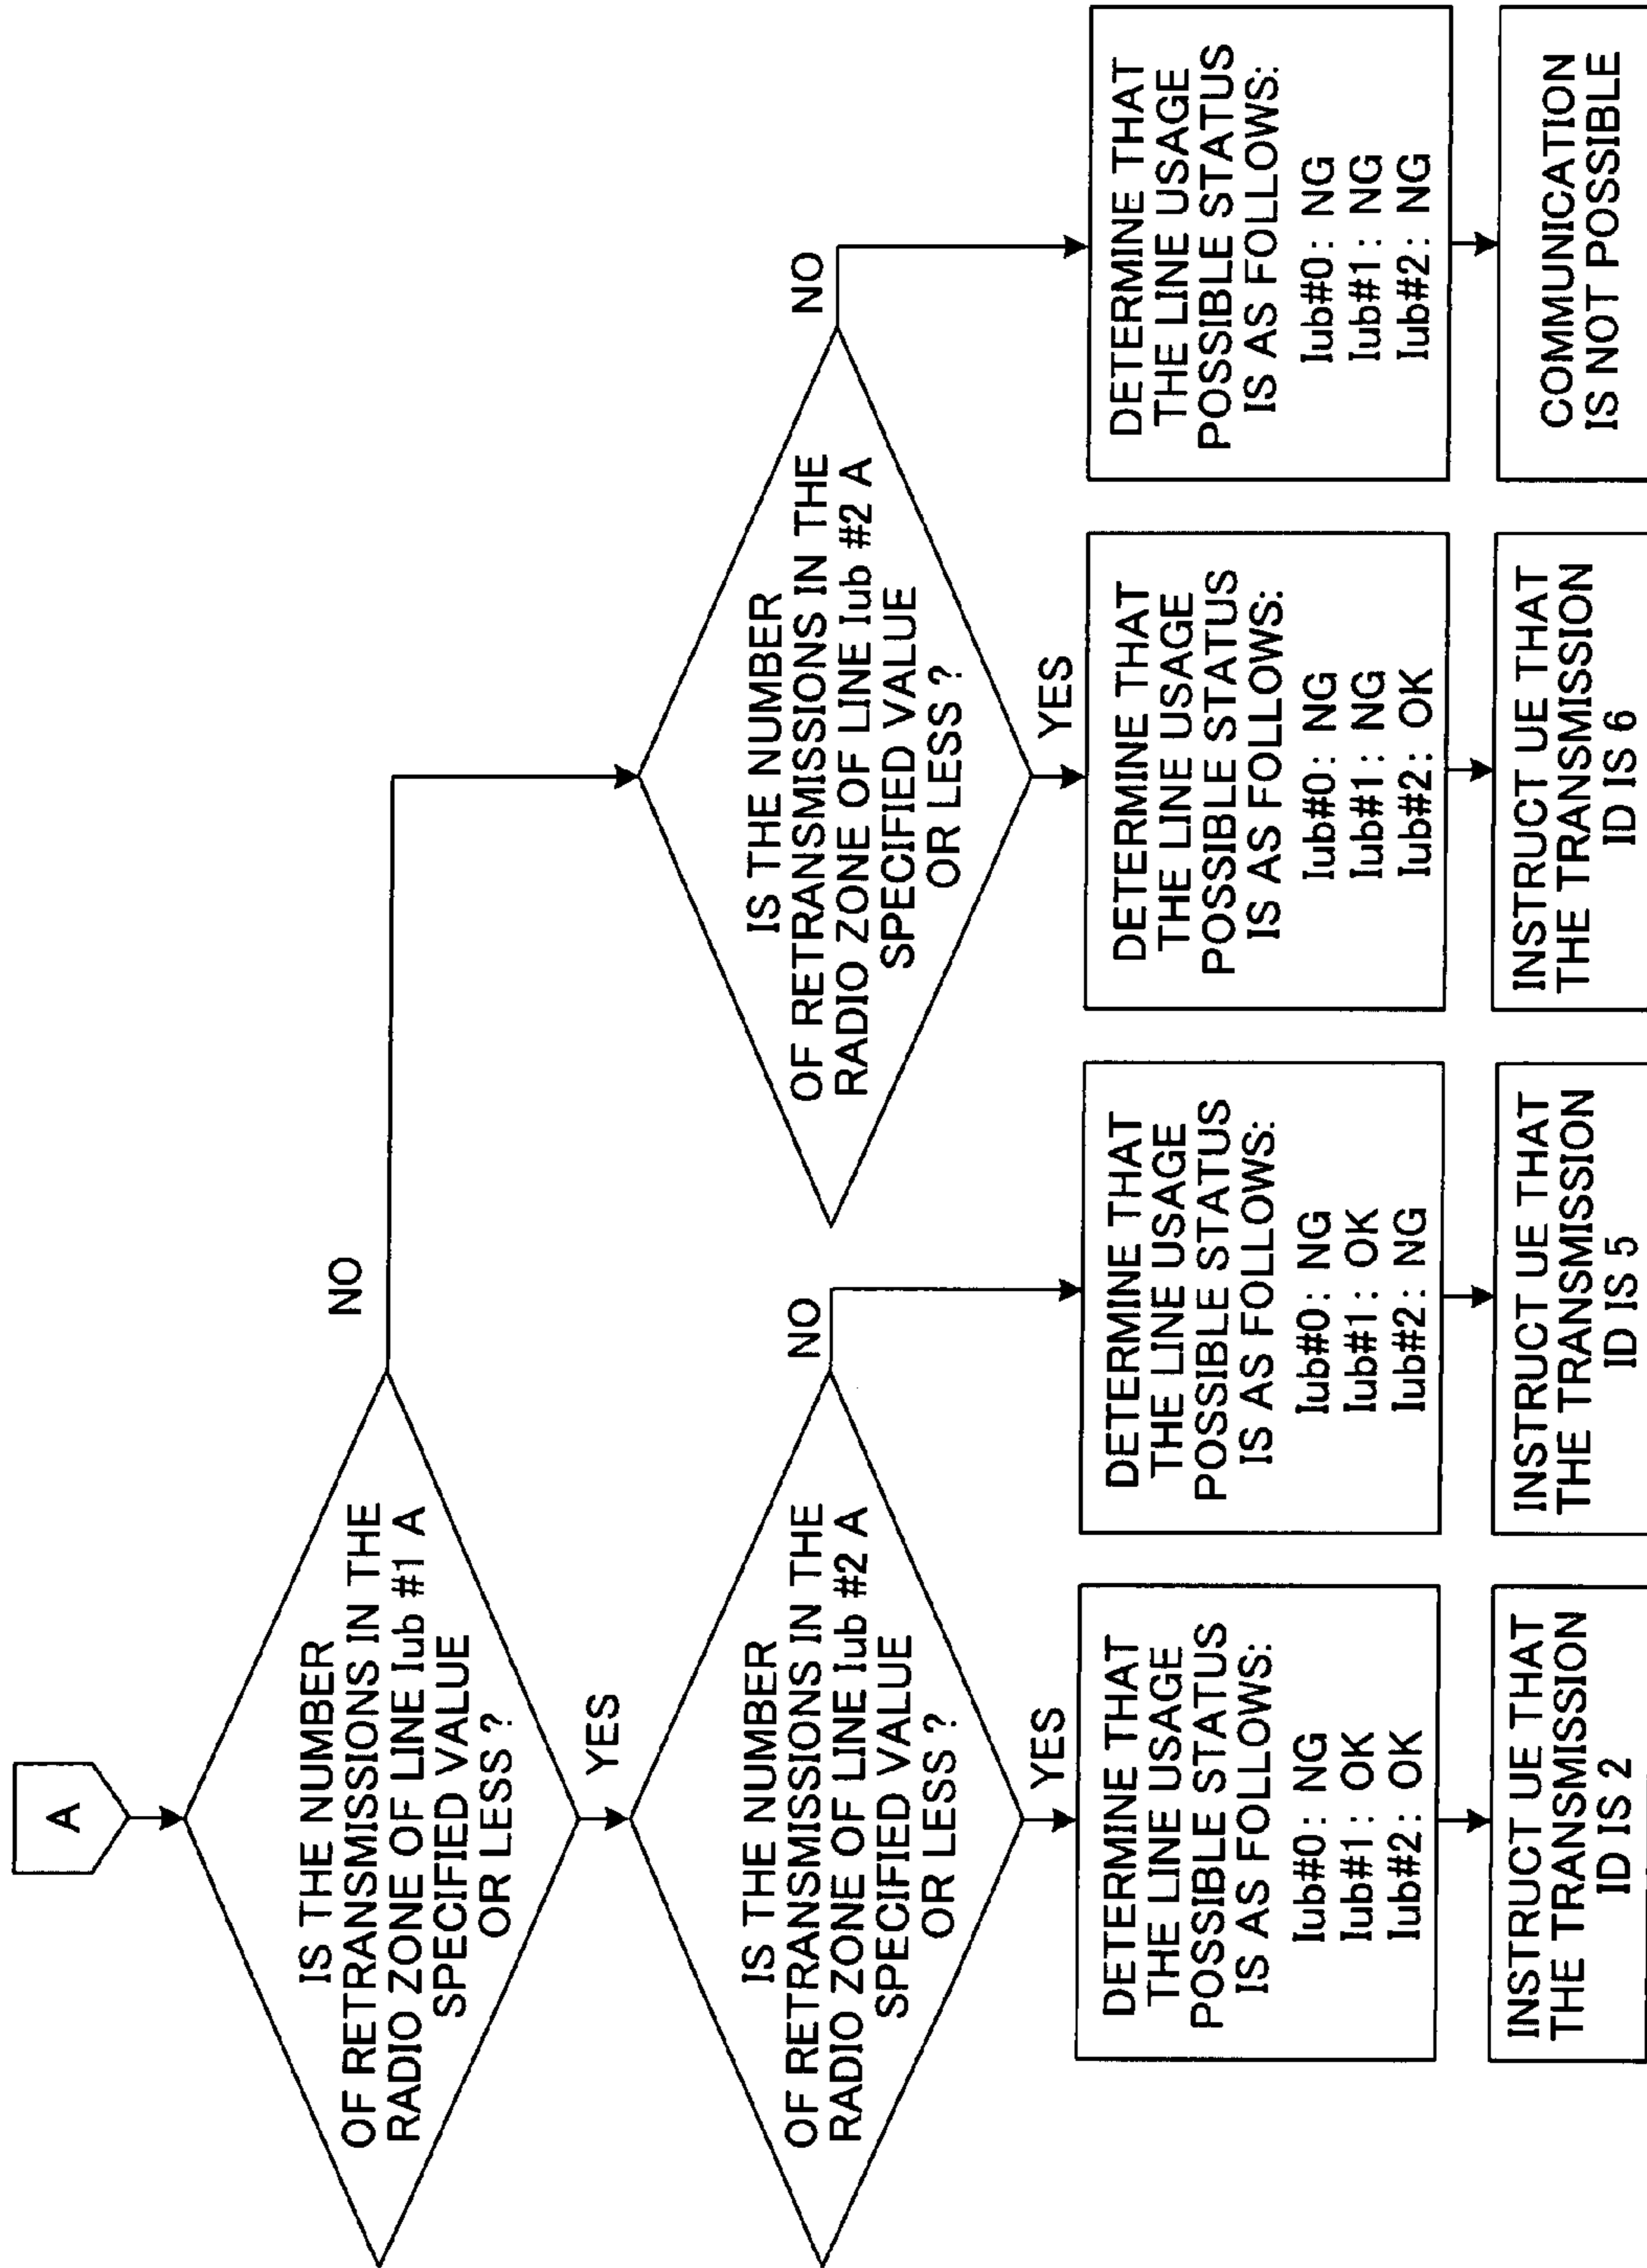 A
IS THE NUMBER
OF RETRANSMISSIONS IN THE
RADIO ZONE OF LINE Iub #1 A
SPECIFIED VALUE
OR LESS ?
NO
YES
IS THE NUMBER
OF RETRANSMISSIONS IN THE
RADIO ZONE OF LINE Iub #2 A
SPECIFIED VALUE
OR LESS ?
NO
YES
IS THE NUMBER
OF RETRANSMISSIONS IN THE
RADIO ZONE OF LINE Iub #2 A
SPECIFIED VALUE
OR LESS ?
NO
YES
DETERMINE THAT
THE LINE USAGE
POSSIBLE STATUS
IS AS FOLLOWS:
Iub#0: NG
Iub#1: OK
Iub#2: OK
INSTRUCT UE THAT
THE TRANSMISSION
ID IS 2
DETERMINE THAT
THE LINE USAGE
POSSIBLE STATUS
IS AS FOLLOWS:
Iub#0: NG
Iub#1: OK
Iub#2: NG
INSTRUCT UE THAT
THE TRANSMISSION
ID IS 5
DETERMINE THAT
THE LINE USAGE
POSSIBLE STATUS
IS AS FOLLOWS:
Iub#0: NG
Iub#1: NG
Iub#2: OK
INSTRUCT UE THAT
THE TRANSMISSION
ID IS 6
DETERMINE THAT
THE LINE USAGE
POSSIBLE STATUS
IS AS FOLLOWS:
Iub#0: NG
Iub#1: NG
Iub#2: NG
COMMUNICATION
IS NOT POSSIBLE